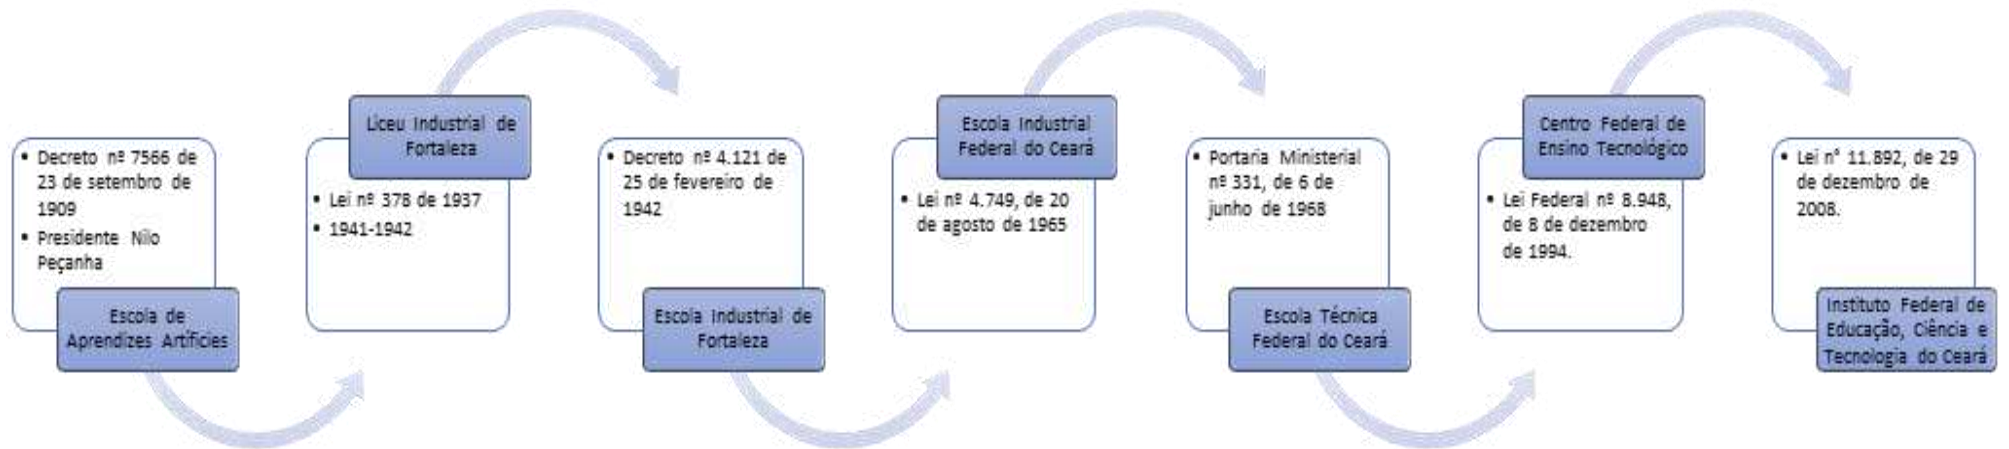 • Decreto nº 7566 de
23 de setembro de
1909
• Presidente Nilo
Peçanha
Escola de
Aprendizes Artíficies
Liceu Industrial de
Fortaleza
• Lei nº 378 de 1937
• 1941-1942
• Decreto nº 4.121 de
25 de fevereiro de
1942
Escola Industrial de
Fortaleza
Escola Industrial
Federal do Ceará
• Lei nº 4.749, de 20
de agosto de 1965
• Portaria Ministerial
nº 331, de 6 de
junho de 1968
Escola Técnica
Federal do Ceará
Centro Federal de
Ensino Tecnológico
• Lei Federal nº 8.948,
de 8 de dezembro
de 1994.
• Lei n° 11.892, de 29
de dezembro de
2008.
Instituto Federal de
Educação, Ciência e
Tecnologia do Ceará